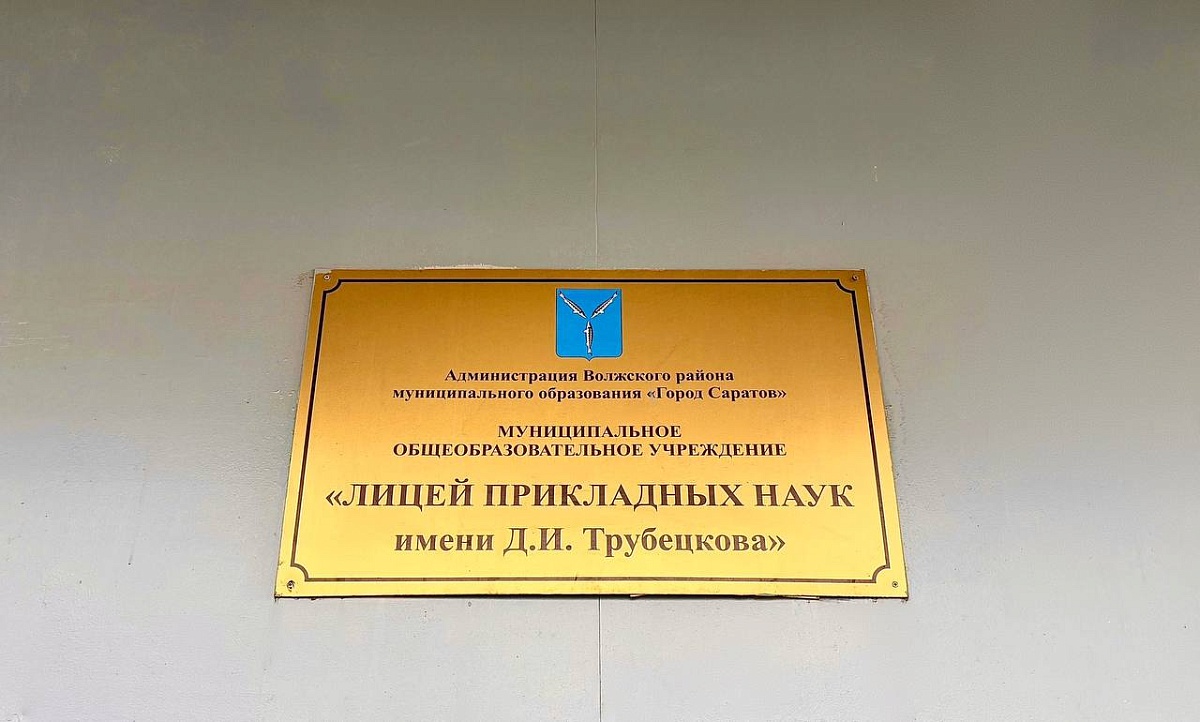 Администрация Волжского района
муниципального образования «Город Саратов»
МУНИЦИПАЛЬНОЕ
ОБЩЕОБРАЗОВАТЕЛЬНОЕ УЧРЕЖДЕНИЕ
«ЛИЦЕЙ ПРИКЛАДНЫХ НАУК
имени Д.И. Трубецкова»